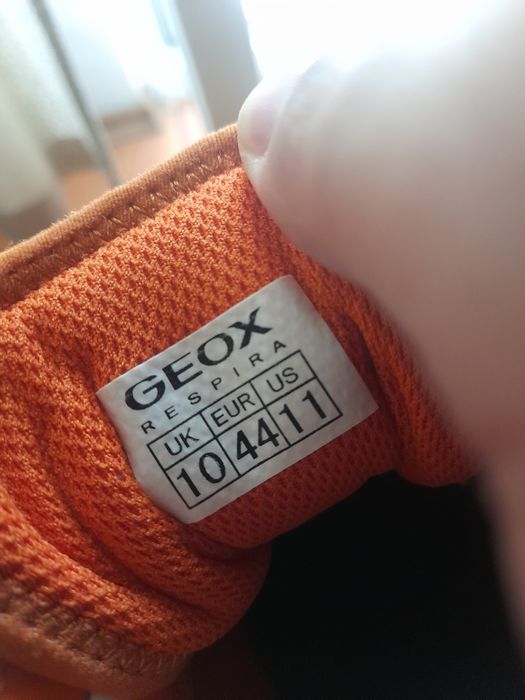 GEOX
RESPIRA
UK EUR US
10 44 11